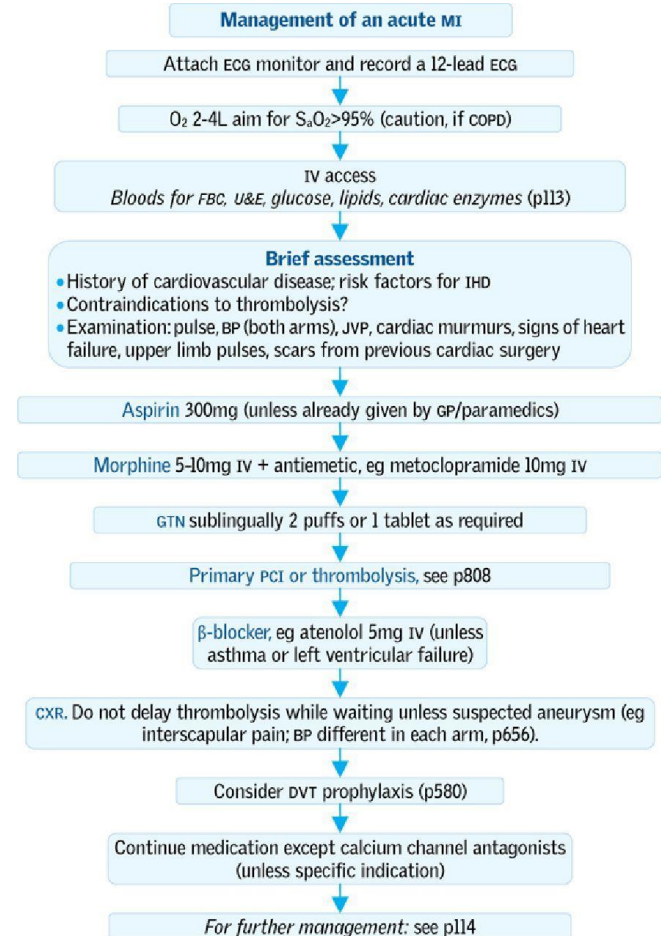 Management of an acute MI
Attach ECG monitor and record a 12-lead ECG
O₂ 2-4L aim for SₐO₂>95% (caution, if COPD)
IV access
Bloods for FBC, U&E, glucose, lipids, cardiac enzymes (p113)
Brief assessment
• History of cardiovascular disease; risk factors for IHD
• Contraindications to thrombolysis?
• Examination: pulse, BP (both arms), JVP, cardiac murmurs, signs of heart
failure, upper limb pulses, scars from previous cardiac surgery
Aspirin 300mg (unless already given by GP/paramedics)
Morphine 5-10mg IV + antiemetic, eg metoclopramide 10mg IV
GTN sublingually 2 puffs or 1 tablet as required
Primary PCI or thrombolysis, see p808
β-blocker, eg atenolol 5mg IV (unless
asthma or left ventricular failure)
CXR. Do not delay thrombolysis while waiting unless suspected aneurysm (eg
interscapular pain; BP different in each arm, p656).
Consider DVT prophylaxis (p580)
Continue medication except calcium channel antagonists
(unless specific indication)
For further management: see p114